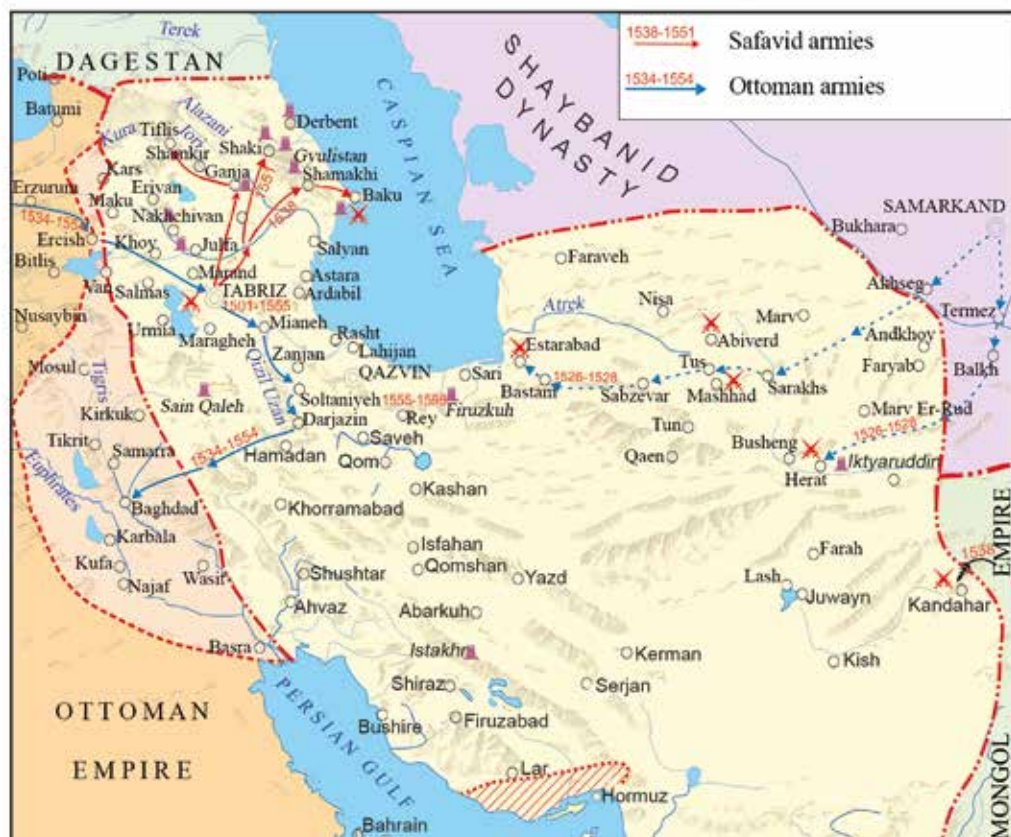 1538-1551
Safavid armies
1534-1554
Ottoman armies
Terek
DAGESTAN
SHAYBANID
DYNASTY
CASPIAN SEA
Poti
Batumi
Alazani
Iori
Kura
Tiflis
Shamkir
Shaki
Derbent
Gyulistan
Shamakhi
Ganja
1551
1538
Baku
Kars
Erzurum
Eriyan
Maku
Nakhchivan
1534-1554
Ercish
Khoy
Julfa
Salyan
Bitlis
Van
Salmas
Marand
TABRIZ
1501-1555
Astara
Ardabil
Nusaybin
Urmia
Maragheh
Mianeh
Rasht
Lahijan
QAZVIN
Zanjan
Qizil Uzan
Mosul
Tigris
Sain Qaleh
Soltaniyeh
Kirkuk
Darjazin
1555-1598
Rey
Firuzkuh
Sari
Tikrit
Samarra
1534-1554
Hamadan
Saveh
Qom
Euphrates
Baghdad
Kashan
Khorramabad
Karbala
Kufa
Najaf
Wasit
Isfahan
Qomshan
Shushtar
Ahvaz
Yazd
Abarkuh
Basra
Istakhr
Shiraz
Bushire
Firuzabad
Kerman
Serjan
Lar
Hormuz
Bahrain
PERSIAN GULF
OTTOMAN
EMPIRE
Faraveh
Atrek
Nisa
Marv
Abiverd
Estarabad
Bastam
1526-1528
Sabzevar
Tus
Mashhad
Sarakhs
Bukhara
SAMARKAND
Akhseg
Termez
Andkhoy
Faryab
Balkh
Tun
Qaen
Busheng
Marv Er-Rud
1526-1528
Herat
Iktyaruddin
Farah
Lash
Juwayn
1538
Kandahar
Kish
MONGOL
EMPIRE